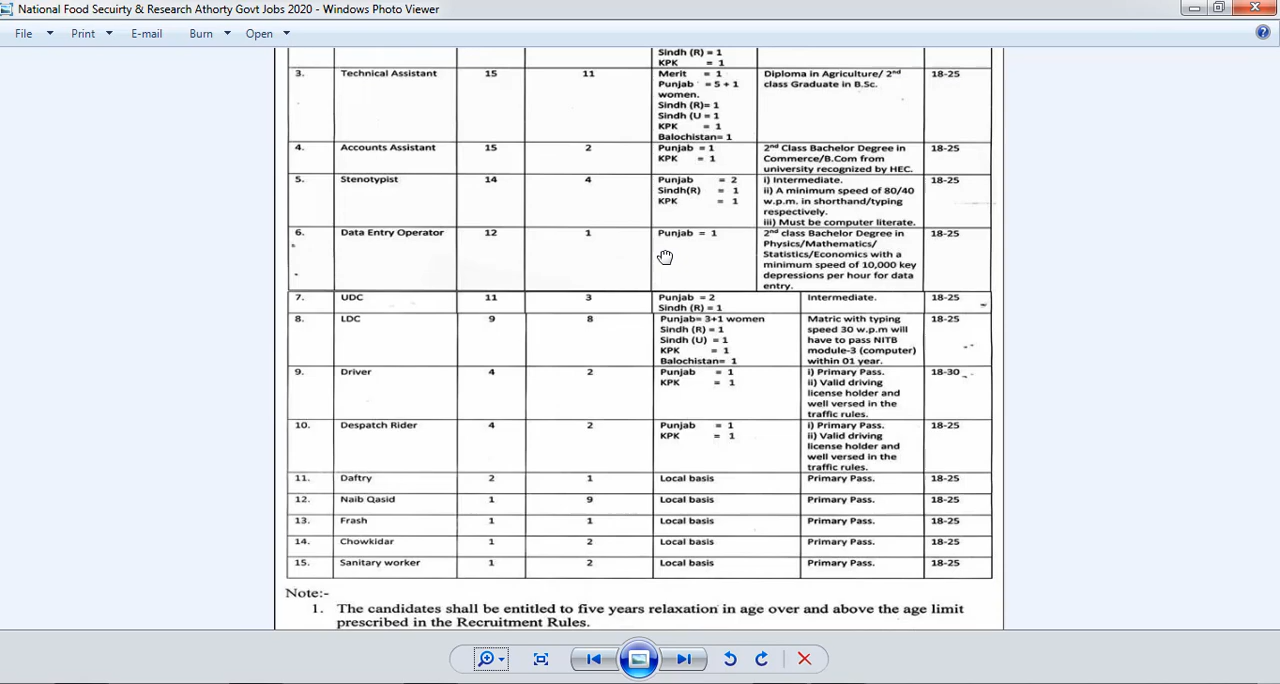 National Food Secuirty & Research Athorty Govt Jobs 2020 - Windows Photo Viewer
File Print E-mail Burn Open
Sindh (R) = 1
KPK = 1
3. Technical Assistant 15 11 Merit = 1 Diploma in Agriculture/ 2nd 18-25
Punjab = 5 + 1 class Graduate in B.Sc.
women.
Sindh (R)= 1
Sindh (U = 1
KPK = 1
Balochistan= 1
4. Accounts Assistant 15 2 Punjab = 1 2nd Class Bachelor Degree in 18-25
KPK = 1 Commerce/B.Com from
university recognized by HEC.
5. Stenotypist 14 4 Punjab = 2 i) Intermediate. 18-25
Sindh(R) = 1 ii) A minimum speed of 80/40
KPK = 1 w.p.m. in shorthand/typing
respectively.
iii) Must be computer literate.
6. Data Entry Operator 12 1 Punjab = 1 2nd class Bachelor Degree in 18-25
Physics/Mathematics/
Statistics/Economics with a
minimum speed of 10,000 key
depressions per hour for data
entry.
7. UDC 11 3 Punjab = 2 Intermediate. 18-25
Sindh (R) = 1
8. LDC 9 8 Punjab= 3+1 women Matric with typing 18-25
Sindh (R) = 1 speed 30 w.p.m will
Sindh (U) = 1 have to pass NITB
KPK = 1 module-3 (computer)
Balochistan= 1 within 01 year.
9. Driver 4 2 Punjab = 1 i) Primary Pass. 18-30
KPK = 1 ii) Valid driving
license holder and
well versed in the
traffic rules.
10. Despatch Rider 4 2 Punjab = 1 i) Primary Pass. 18-25
KPK = 1 ii) Valid driving
license holder and
well versed in the
traffic rules.
11. Daftry 2 1 Local basis Primary Pass. 18-25
12. Naib Qasid 1 9 Local basis Primary Pass. 18-25
13. Frash 1 1 Local basis Primary Pass. 18-25
14. Chowkidar 1 2 Local basis Primary Pass. 18-25
15. Sanitary worker 1 2 Local basis Primary Pass. 18-25
Note:-
1. The candidates shall be entitled to five years relaxation in age over and above the age limit
prescribed in the Recruitment Rules.